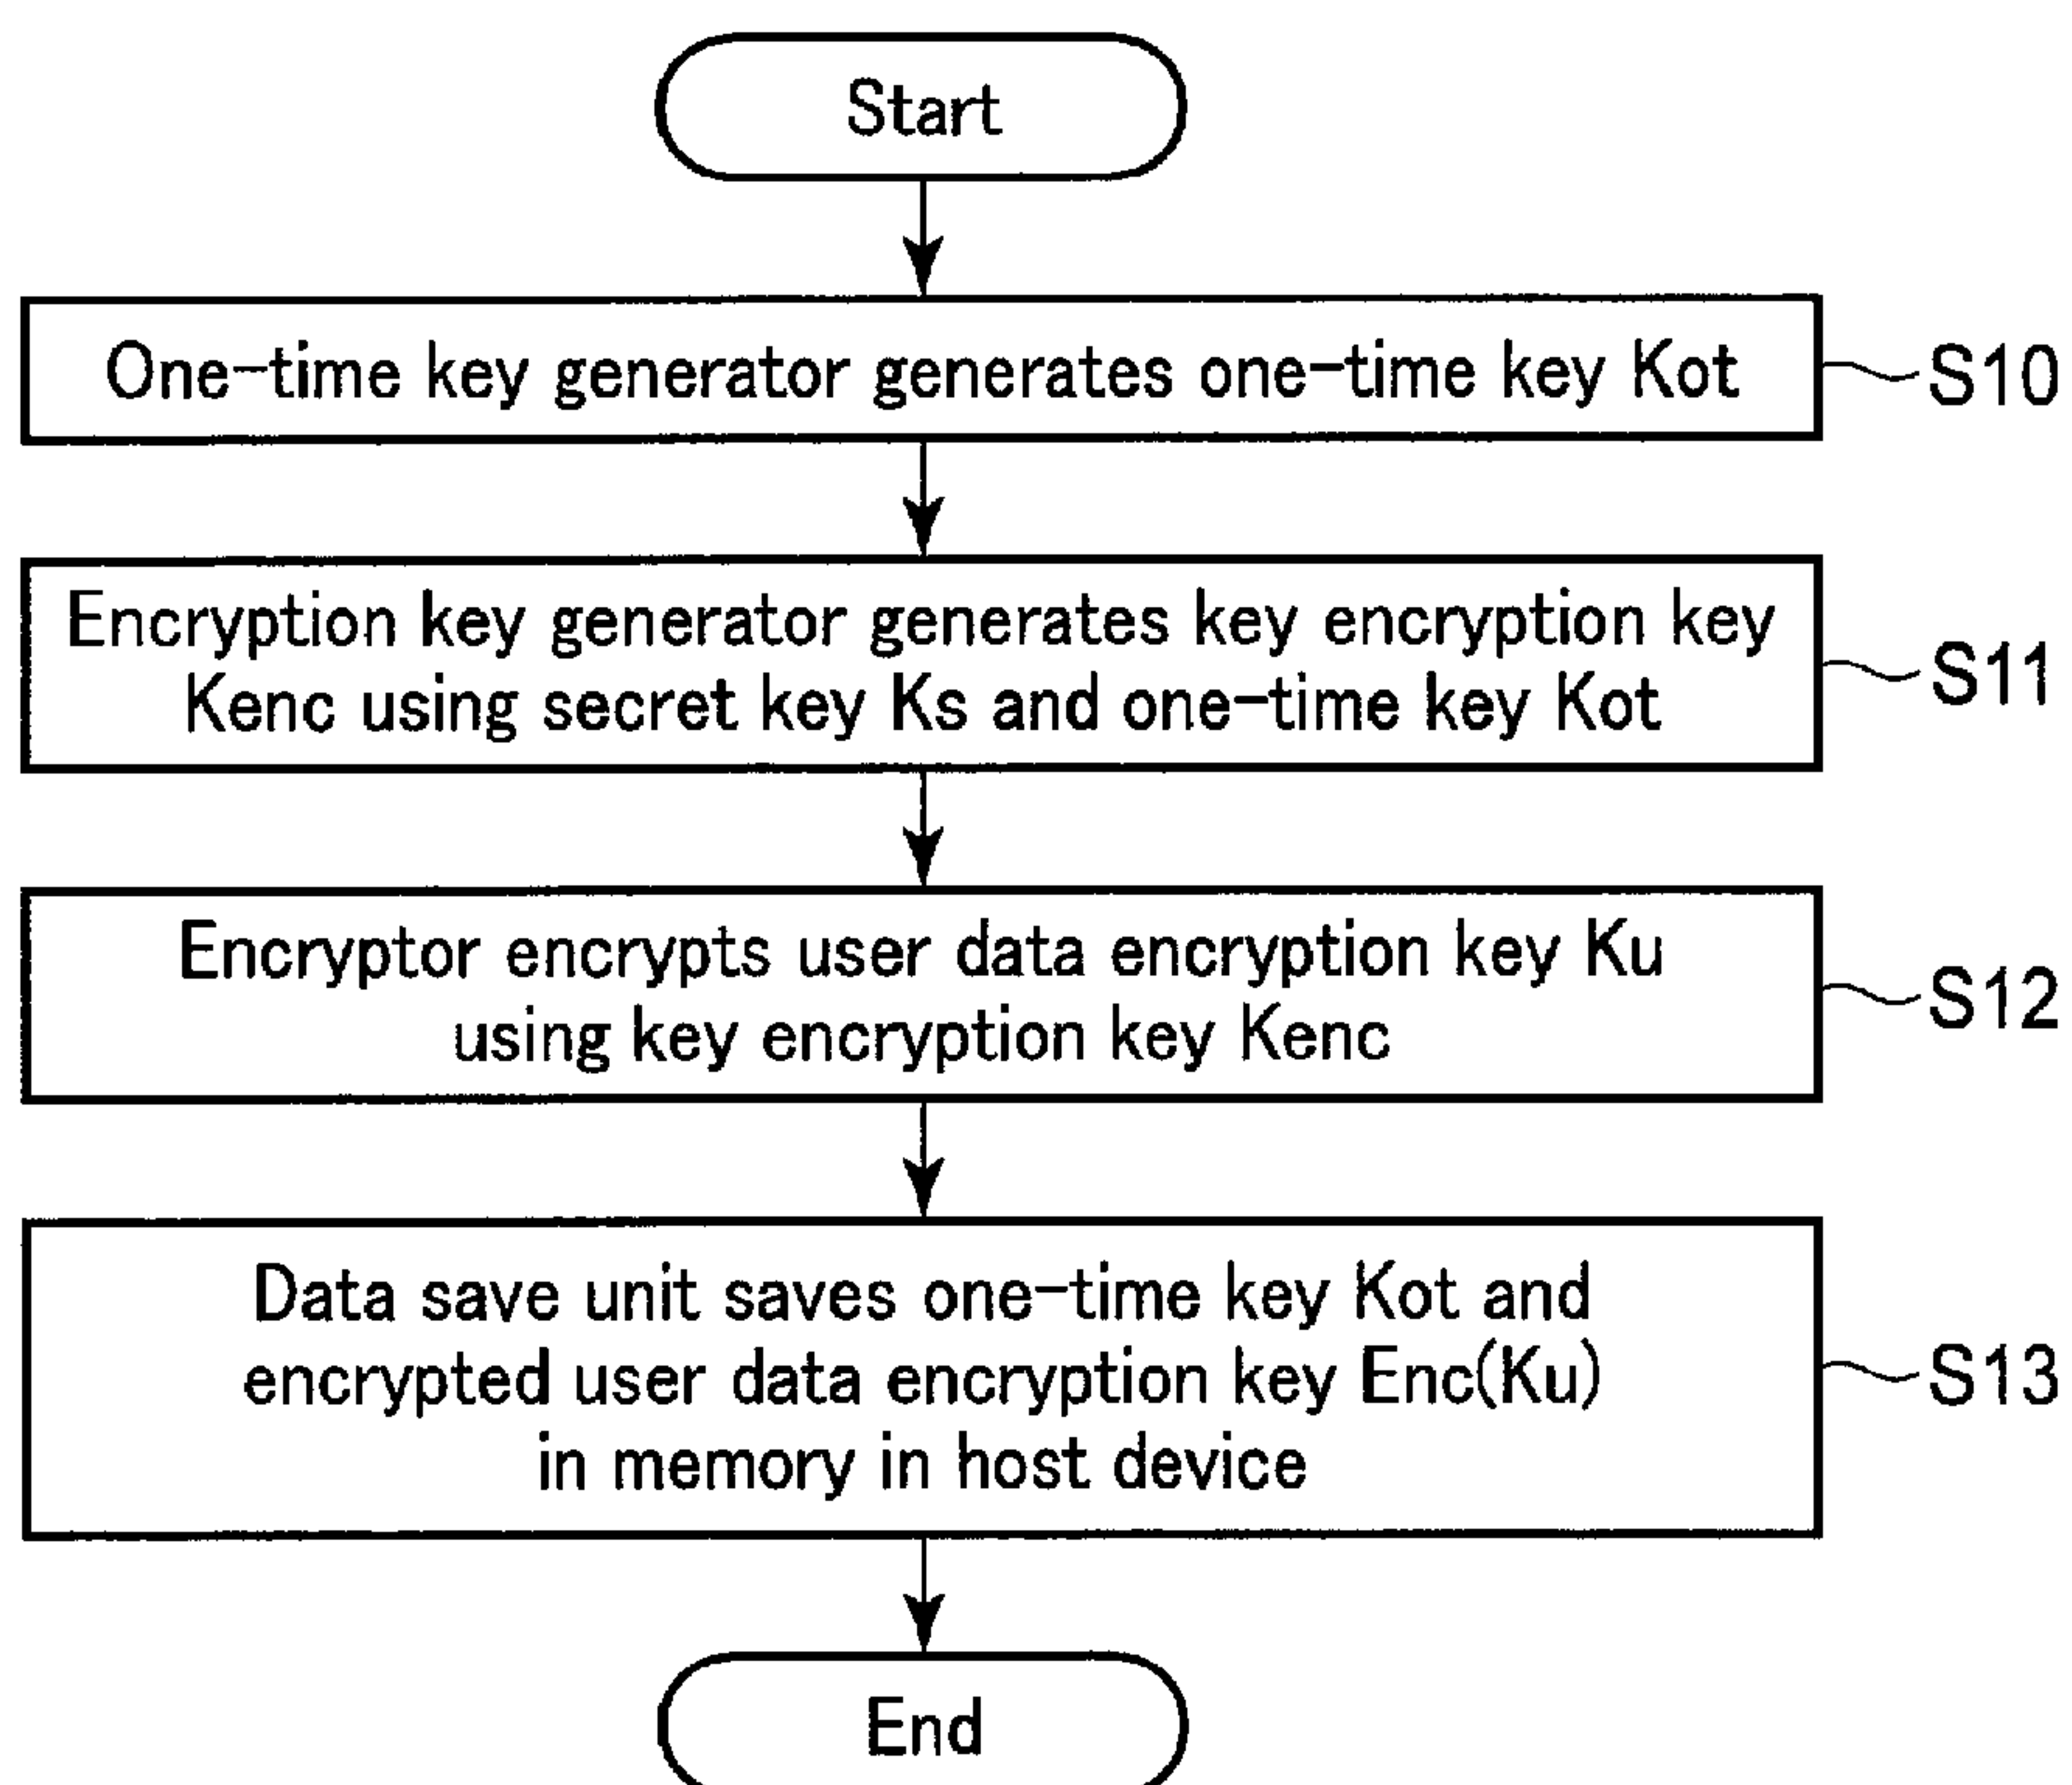 Start
One-time key generator generates one-time key Kot
S10
Encryption key generator generates key encryption key
Kenc using secret key Ks and one-time key Kot
S11
Encryptor encrypts user data encryption key Ku
using key encryption key Kenc
S12
Data save unit saves one-time key Kot and
encrypted user data encryption key Enc(Ku)
in memory in host device
S13
End